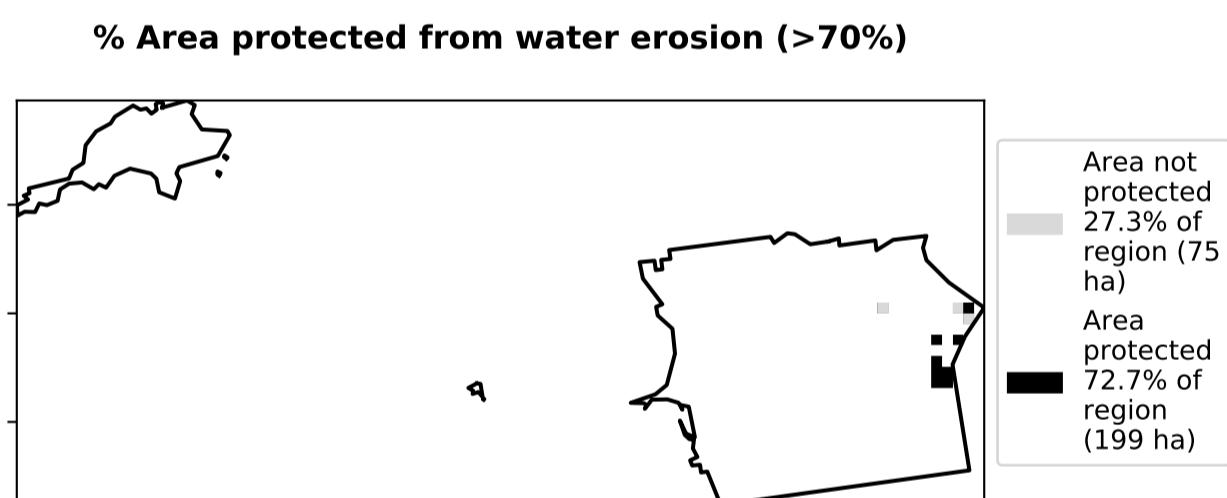 % Area protected from water erosion (>70%)
Area not
protected
27.3% of
region (75
ha)
Area
protected
72.7% of
region
(199 ha)